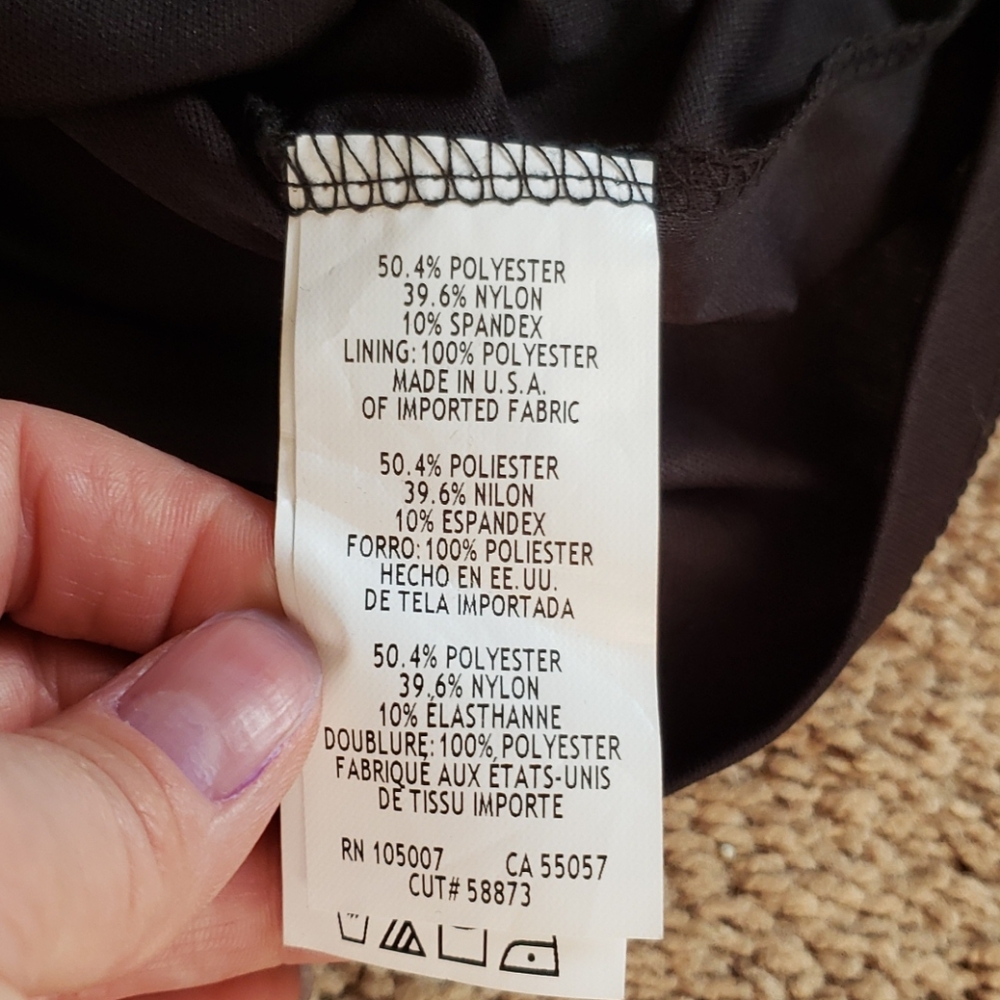 50.4% POLYESTER
39.6% NYLON
10% SPANDEX
LINING: 100% POLYESTER
MADE IN U.S.A.
OF IMPORTED FABRIC
50.4% POLIESTER
39.6% NILON
10% ESPANDEX
FORRO: 100% POLIESTER
HECHO EN EE.UU.
DE TELA IMPORTADA
50.4% POLYESTER
39.6% NYLON
10% ÉLASTHANNE
DOUBLURE: 100% POLYESTER
FABRIQUÉ AUX ÉTATS-UNIS
DE TISSU IMPORTE
RN 105007 CA 55057
CUT# 58873